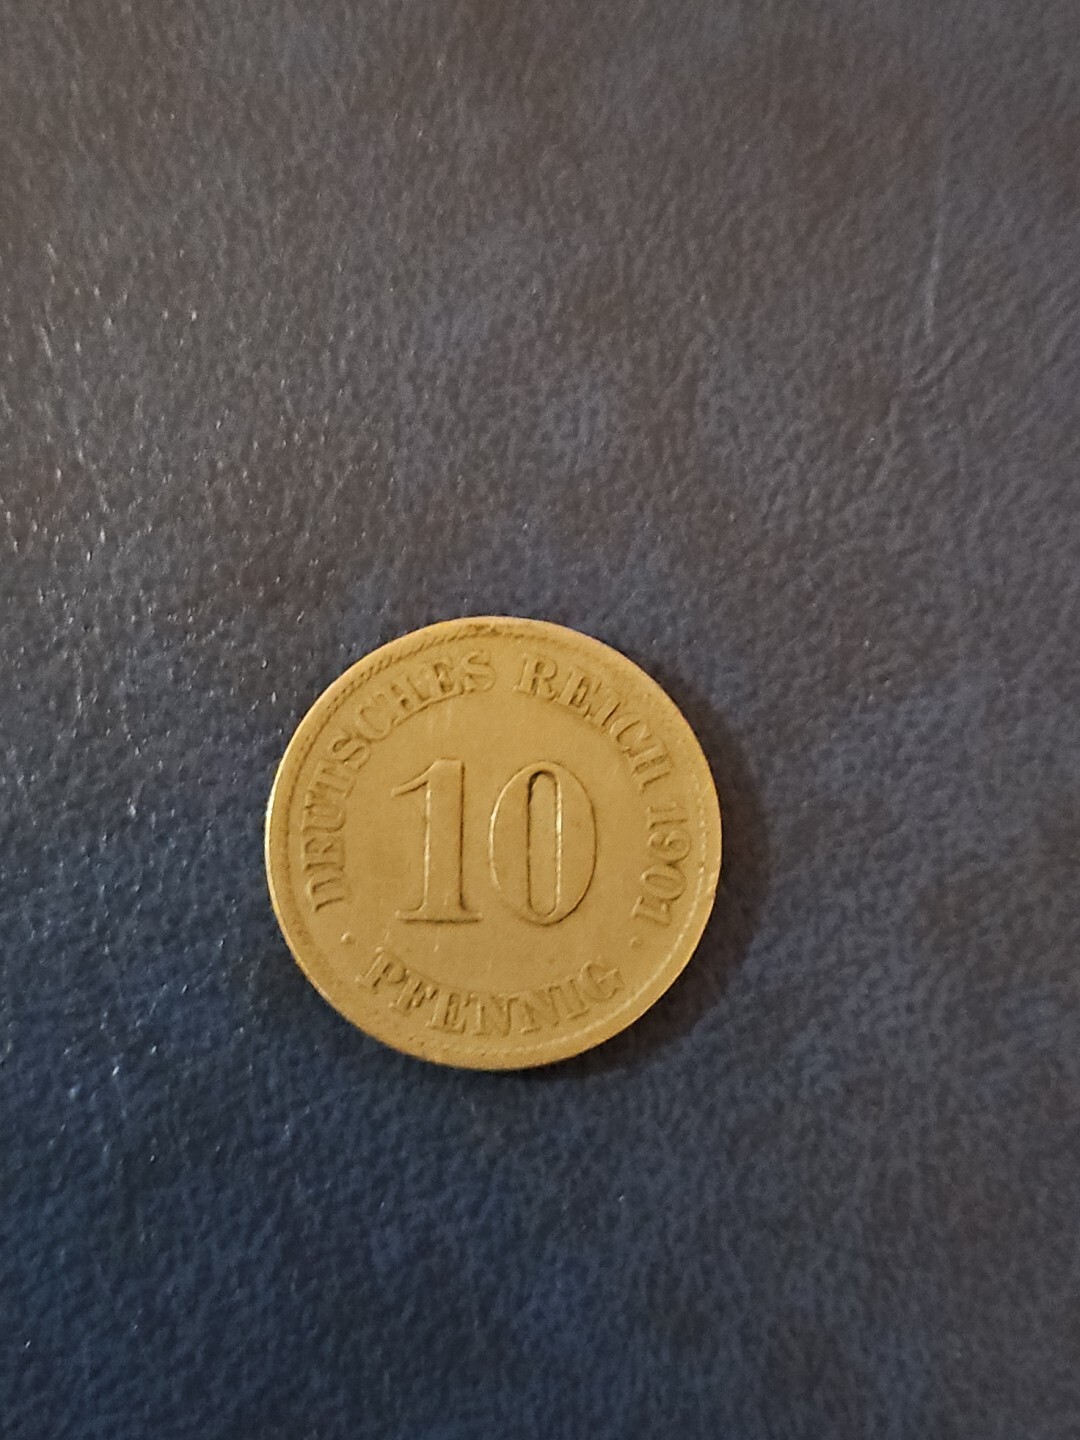 DEUTSCHES REICH 1901
10
· PFENNIG ·